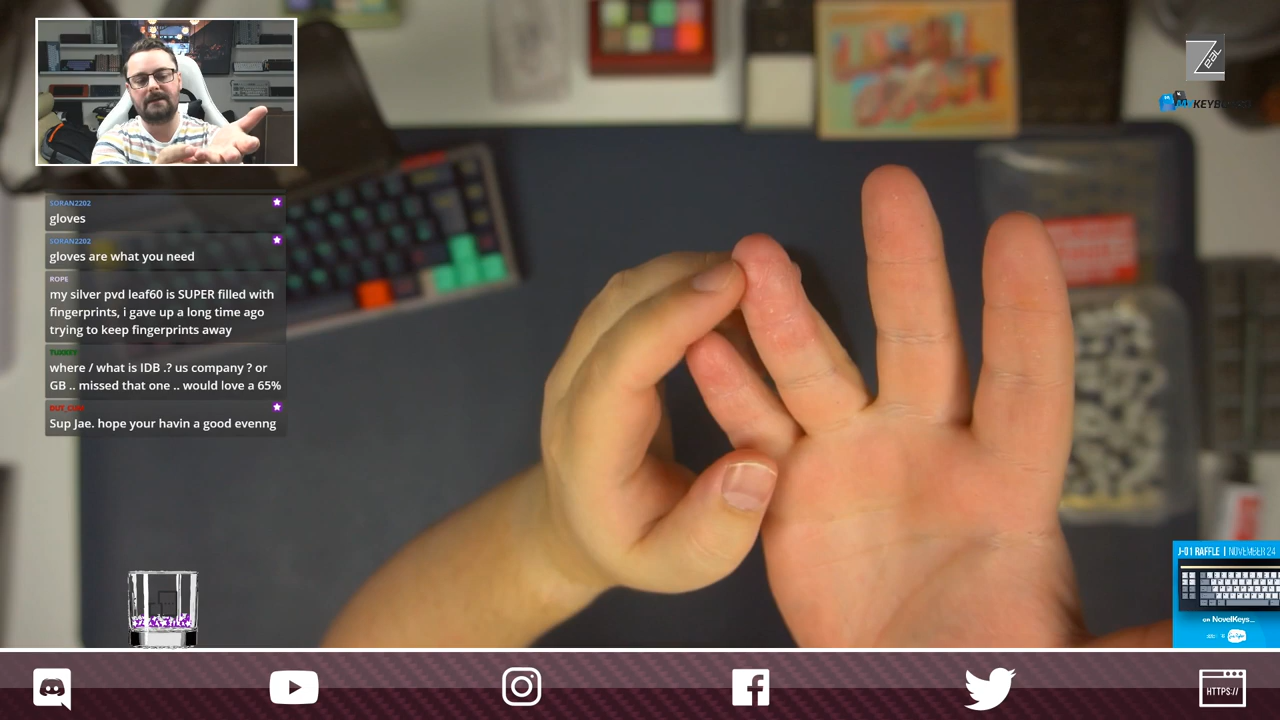 SORAN2202
gloves
SORAN2202
gloves are what you need
ROPE
my silver pvd leaf60 is SUPER filled with
fingerprints, i gave up a long time ago
trying to keep fingerprints away
where / what is IDB .? us company ? or
GB .. missed that one .. would love a 65%
Sup Jae. hope your havin a good evenng
Zeal
J-01 RAFFLE | NOVEMBER 24
on NovelKeys_
HTTPS://